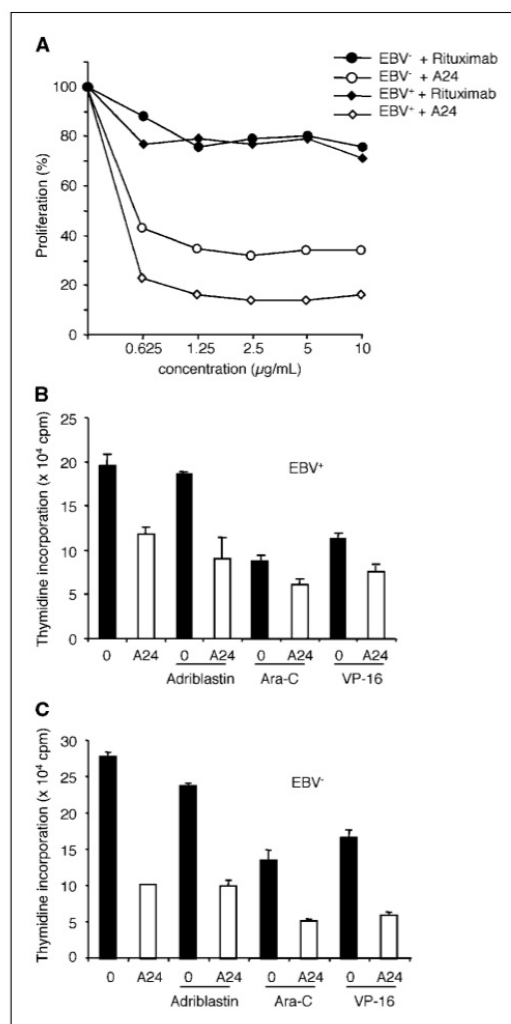 A
EBV⁻ + Rituximab
EBV⁻ + A24
EBV⁺ + Rituximab
EBV⁺ + A24
Proliferation (%)
100
80
60
40
20
0
0.625 1.25 2.5 5 10
concentration (µg/mL)
B
Thymidine incorporation (x 10⁴ cpm)
25
20
15
10
5
0
EBV⁺
0 A24 0 A24 0 A24 0 A24
Adriblastin Ara-C VP-16
C
Thymidine incorporation (x 10⁴ cpm)
30
25
20
15
10
5
0
EBV⁻
0 A24 0 A24 0 A24 0 A24
Adriblastin Ara-C VP-16